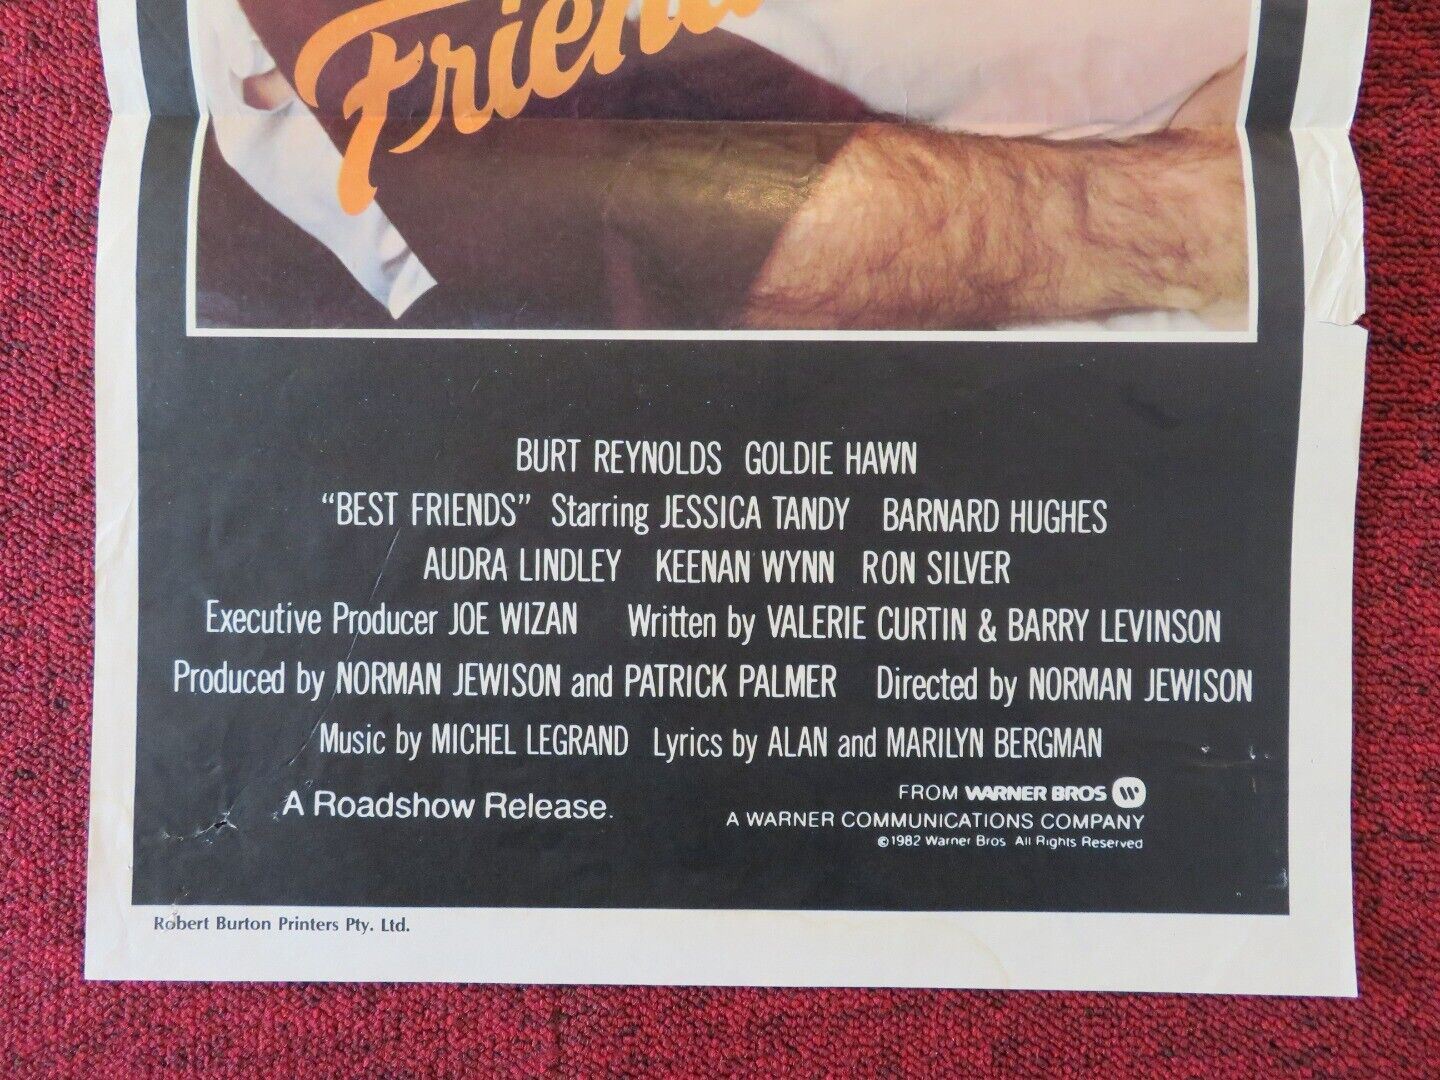 Friend
BURT REYNOLDS GOLDIE HAWN
“BEST FRIENDS” Starring JESSICA TANDY BARNARD HUGHES
AUDRA LINDLEY KEENAN WYNN RON SILVER
Executive Producer JOE WIZAN Written by VALERIE CURTIN & BARRY LEVINSON
Produced by NORMAN JEWISON and PATRICK PALMER Directed by NORMAN JEWISON
Music by MICHEL LEGRAND Lyrics by ALAN and MARILYN BERGMAN
A Roadshow Release.
FROM WARNER BROS
A WARNER COMMUNICATIONS COMPANY
©1982 Warner Bros. All Rights Reserved
Robert Burton Printers Pty. Ltd.